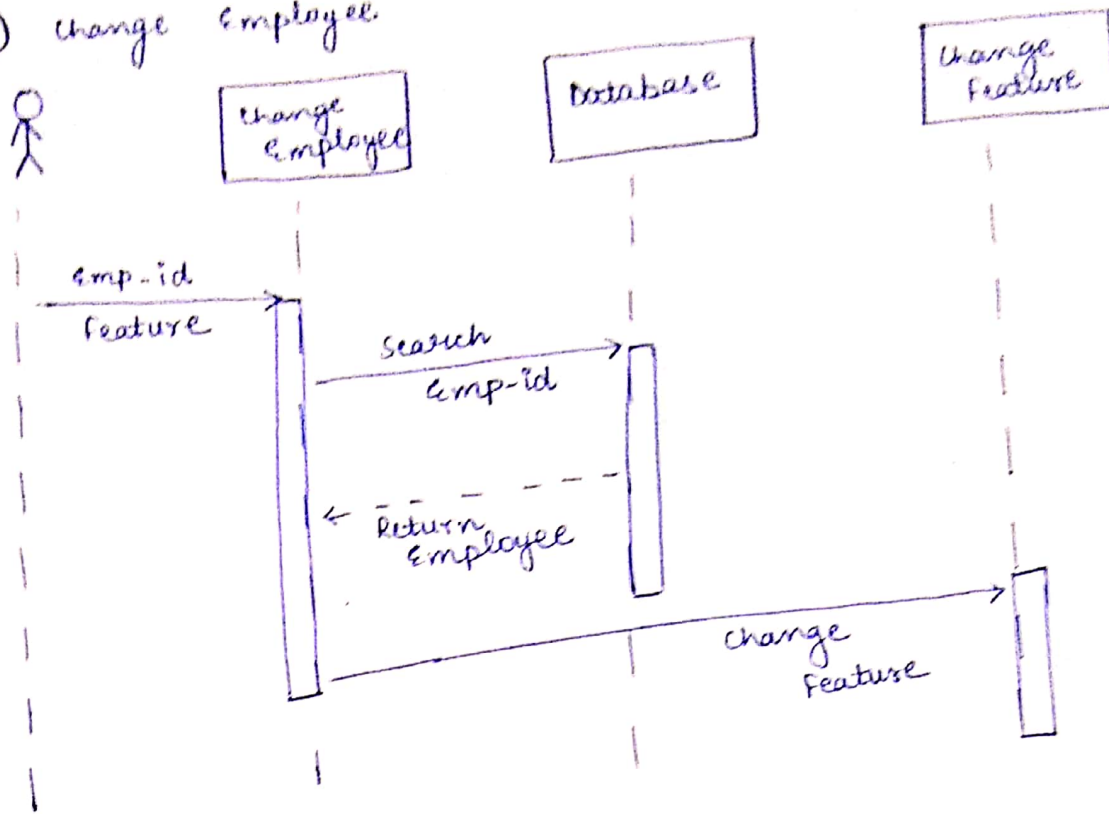 ) Change Employee
Change
Employee
Database
Change
Feature
Emp-id
Feature
Search
Emp-id
Return
Employee
Change
Feature